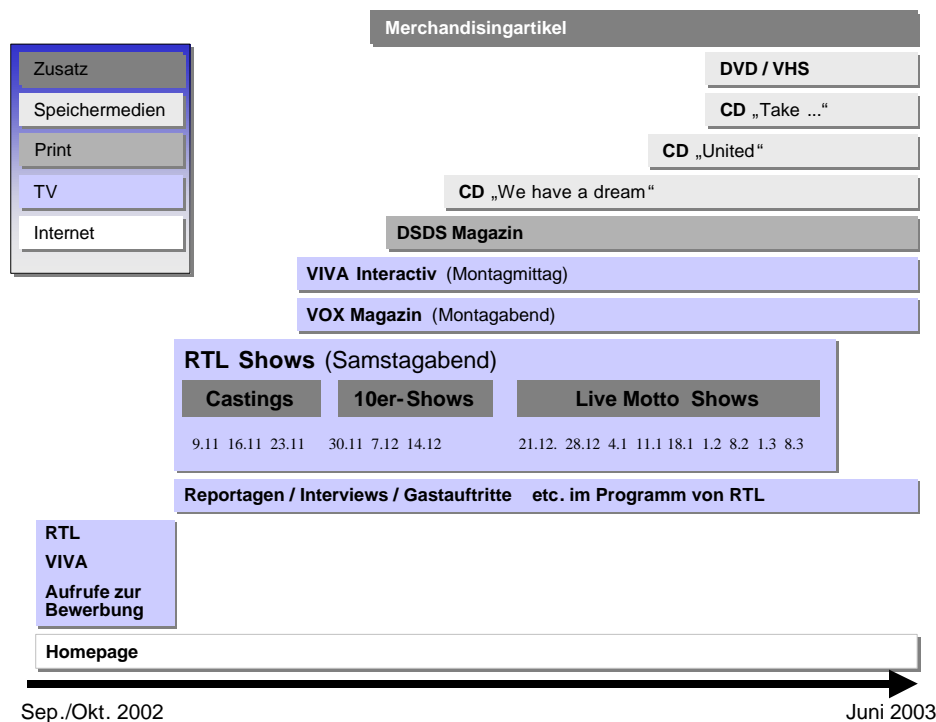 Merchandisingartikel
Zusatz
Speichermedien
Print
TV
Internet
DVD / VHS
CD „Take ...“
CD „United“
CD „We have a dream“
DSDS Magazin
VIVA Interactiv (Montagmittag)
VOX Magazin (Montagabend)
RTL Shows (Samstagabend)
Castings 10er-Shows Live Motto Shows
9.11 16.11 23.11 30.11 7.12 14.12 21.12. 28.12 4.1 11.1 18.1 1.2 8.2 1.3 8.3
Reportagen / Interviews / Gastauftritte etc. im Programm von RTL
RTL
VIVA
Aufrufe zur
Bewerbung
Homepage
Sep./Okt. 2002 Juni 2003